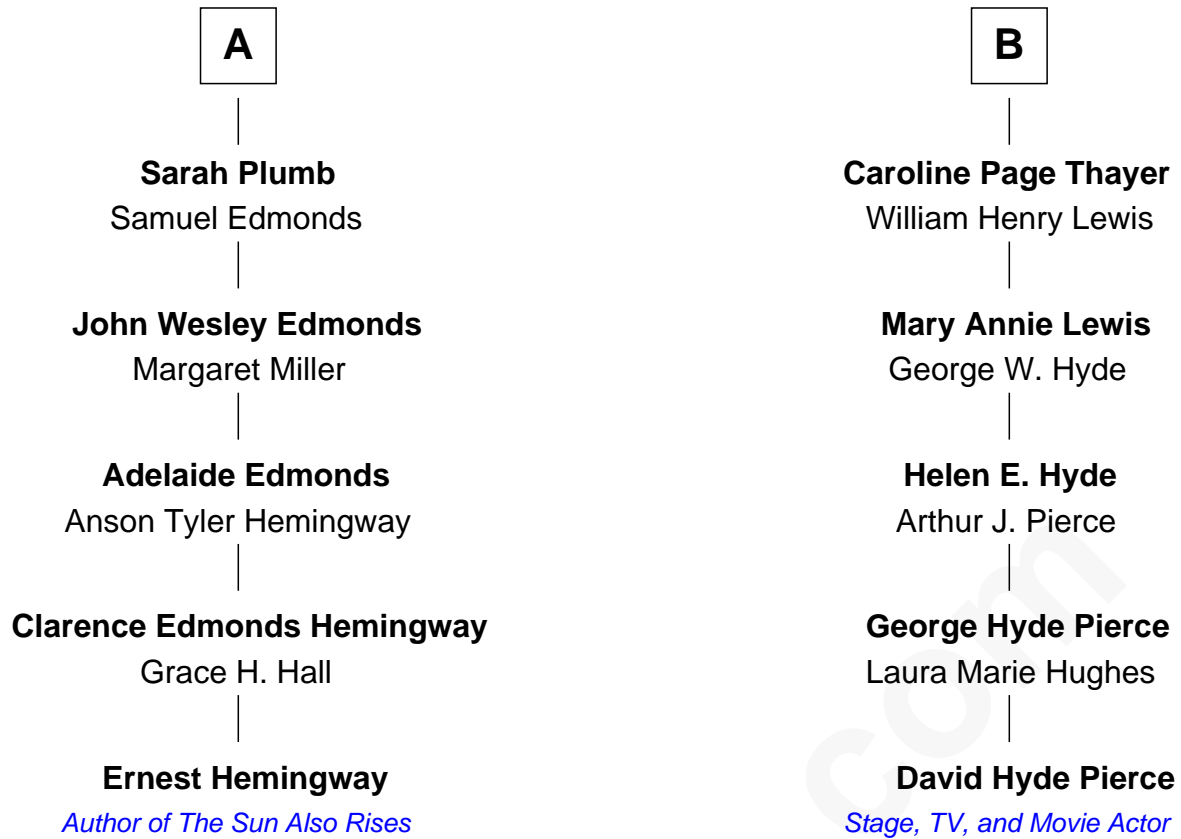 A
Sarah Plumb
Samuel Edmonds
John Wesley Edmonds
Margaret Miller
Adelaide Edmonds
Anson Tyler Hemingway
Clarence Edmonds Hemingway
Grace H. Hall
Ernest Hemingway
Author of The Sun Also Rises
B
Caroline Page Thayer
William Henry Lewis
Mary Annie Lewis
George W. Hyde
Helen E. Hyde
Arthur J. Pierce
George Hyde Pierce
Laura Marie Hughes
David Hyde Pierce
Stage, TV, and Movie Actor
com